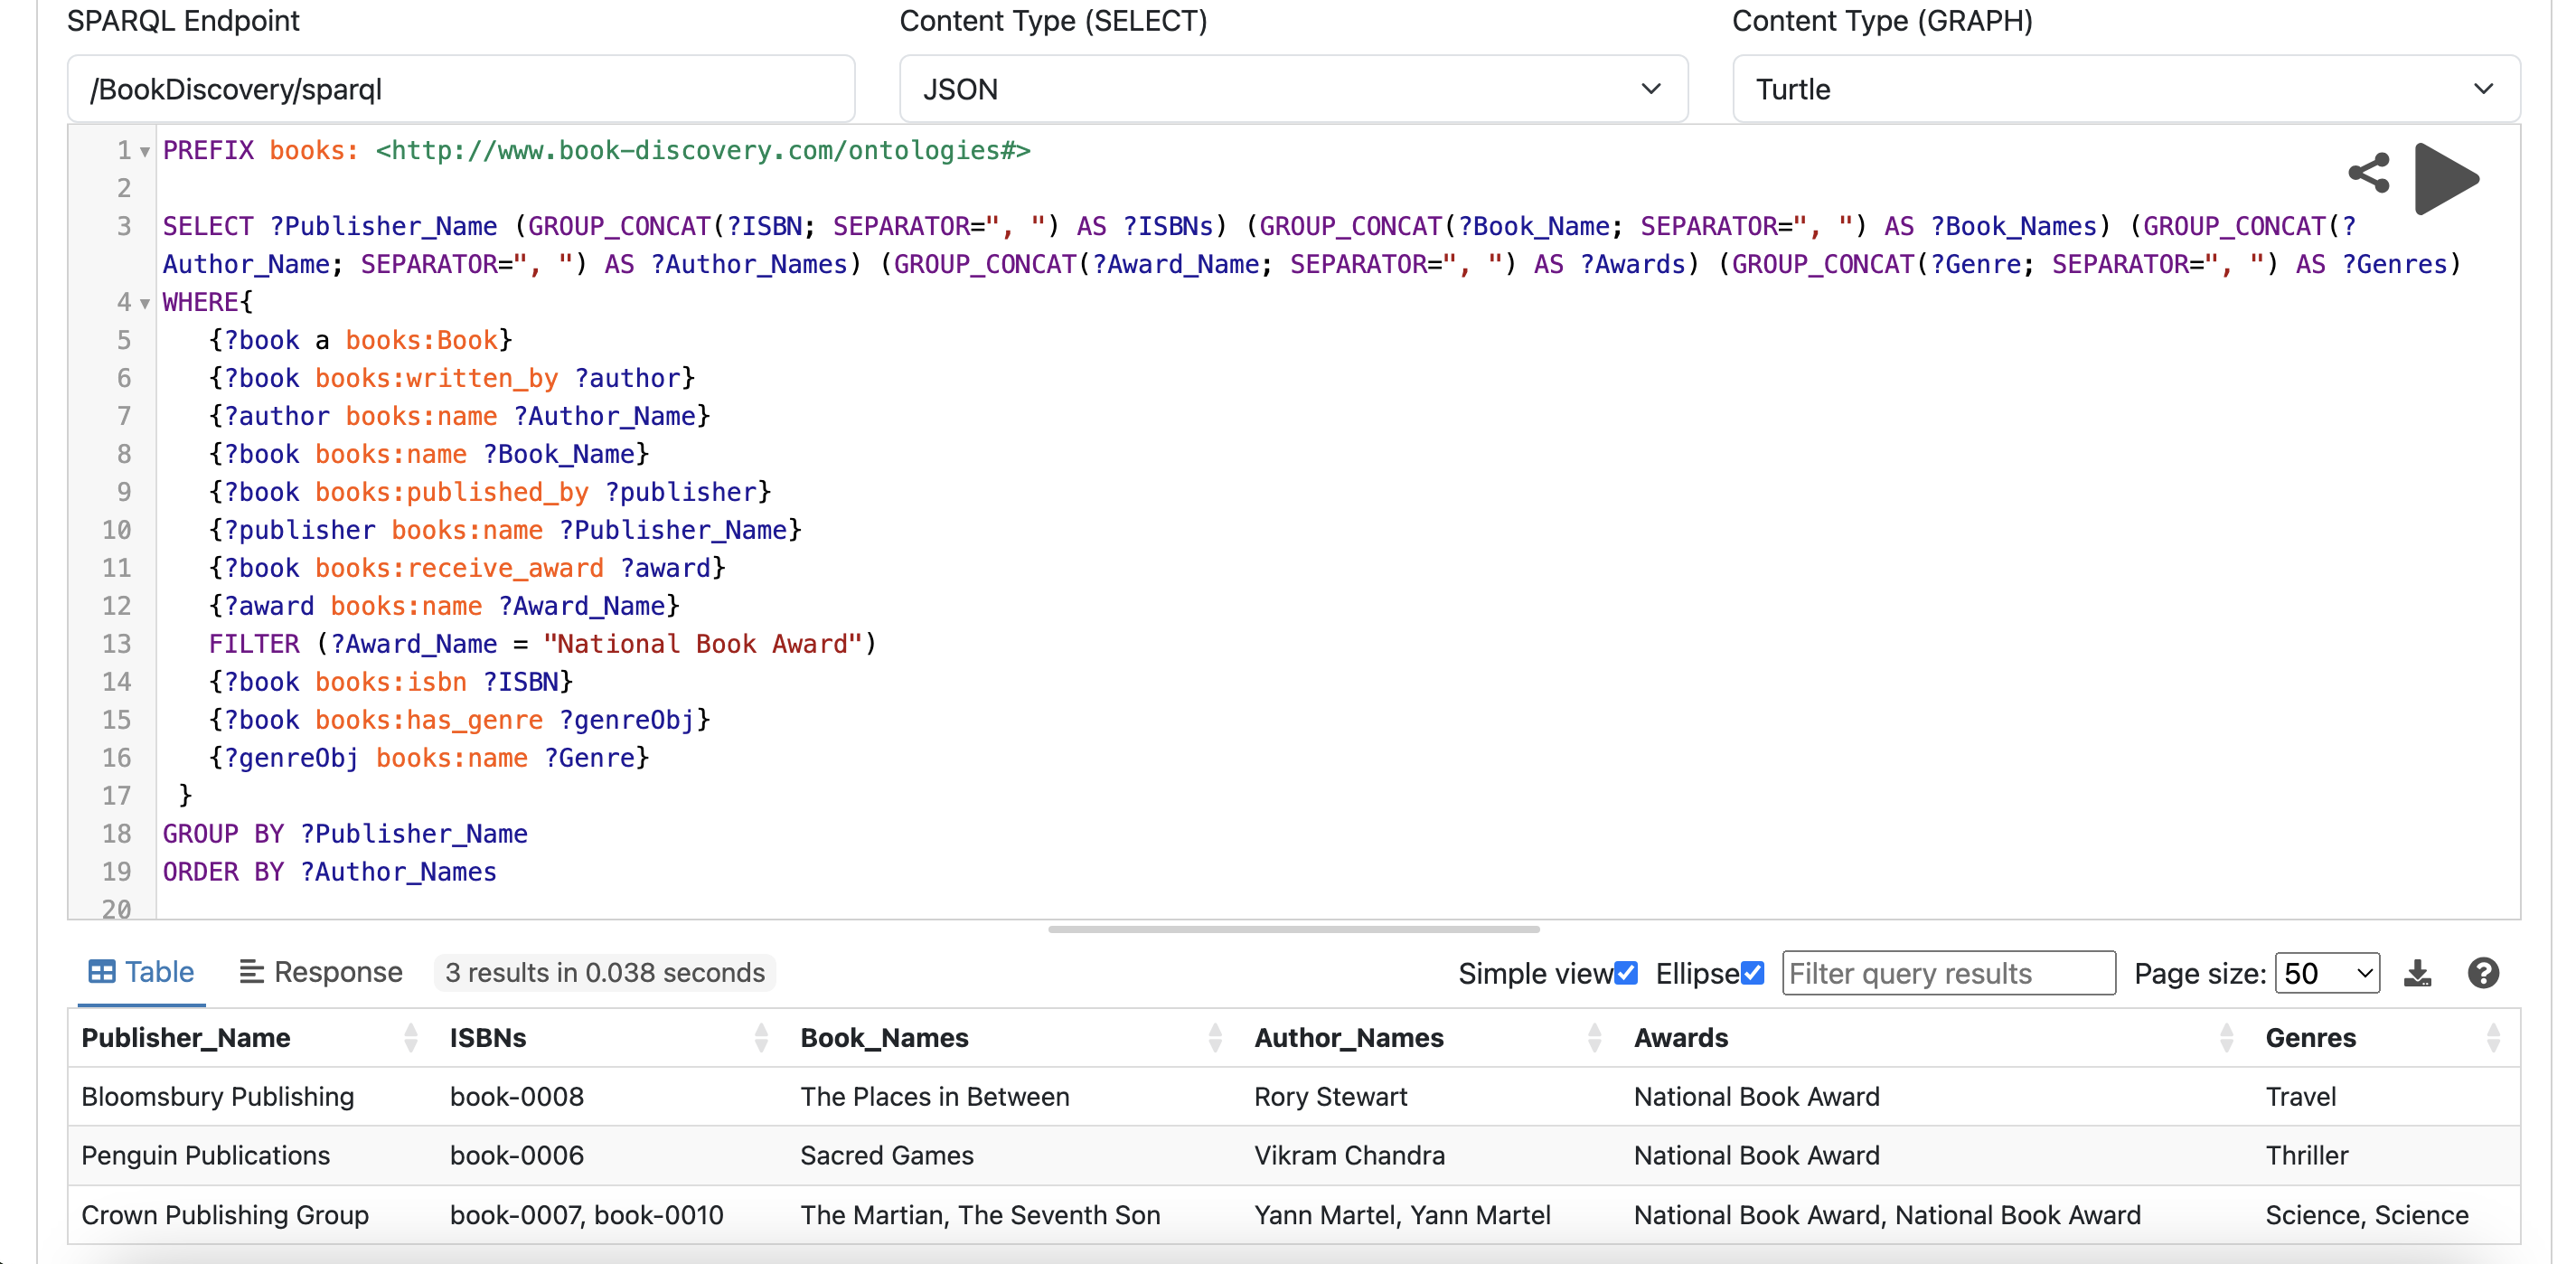 SPARQL Endpoint
Content Type (SELECT)
Content Type (GRAPH)
/BookDiscovery/sparql
JSON
Turtle
1 PREFIX books: <http://www.book-discovery.com/ontologies#>
2
3 SELECT ?Publisher_Name (GROUP_CONCAT(?ISBN; SEPARATOR=", ") AS ?ISBNs) (GROUP_CONCAT(?Book_Name; SEPARATOR=", ") AS ?Book_Names) (GROUP_CONCAT(?
Author_Name; SEPARATOR=", ") AS ?Author_Names) (GROUP_CONCAT(?Award_Name; SEPARATOR=", ") AS ?Awards) (GROUP_CONCAT(?Genre; SEPARATOR=", ") AS ?Genres)
4 WHERE{
5 {?book a books:Book}
6 {?book books:written_by ?author}
7 {?author books:name ?Author_Name}
8 {?book books:name ?Book_Name}
9 {?book books:published_by ?publisher}
10 {?publisher books:name ?Publisher_Name}
11 {?book books:receive_award ?award}
12 {?award books:name ?Award_Name}
13 FILTER (?Award_Name = "National Book Award")
14 {?book books:isbn ?ISBN}
15 {?book books:has_genre ?genreObj}
16 {?genreObj books:name ?Genre}
17 }
18 GROUP BY ?Publisher_Name
19 ORDER BY ?Author_Names
20
Table Response 3 results in 0.038 seconds Simple view Ellipse Filter query results Page size: 50
Publisher_Name ISBNs Book_Names Author_Names Awards Genres
Bloomsbury Publishing book-0008 The Places in Between Rory Stewart National Book Award Travel
Penguin Publications book-0006 Sacred Games Vikram Chandra National Book Award Thriller
Crown Publishing Group book-0007, book-0010 The Martian, The Seventh Son Yann Martel, Yann Martel National Book Award, National Book Award Science, Science